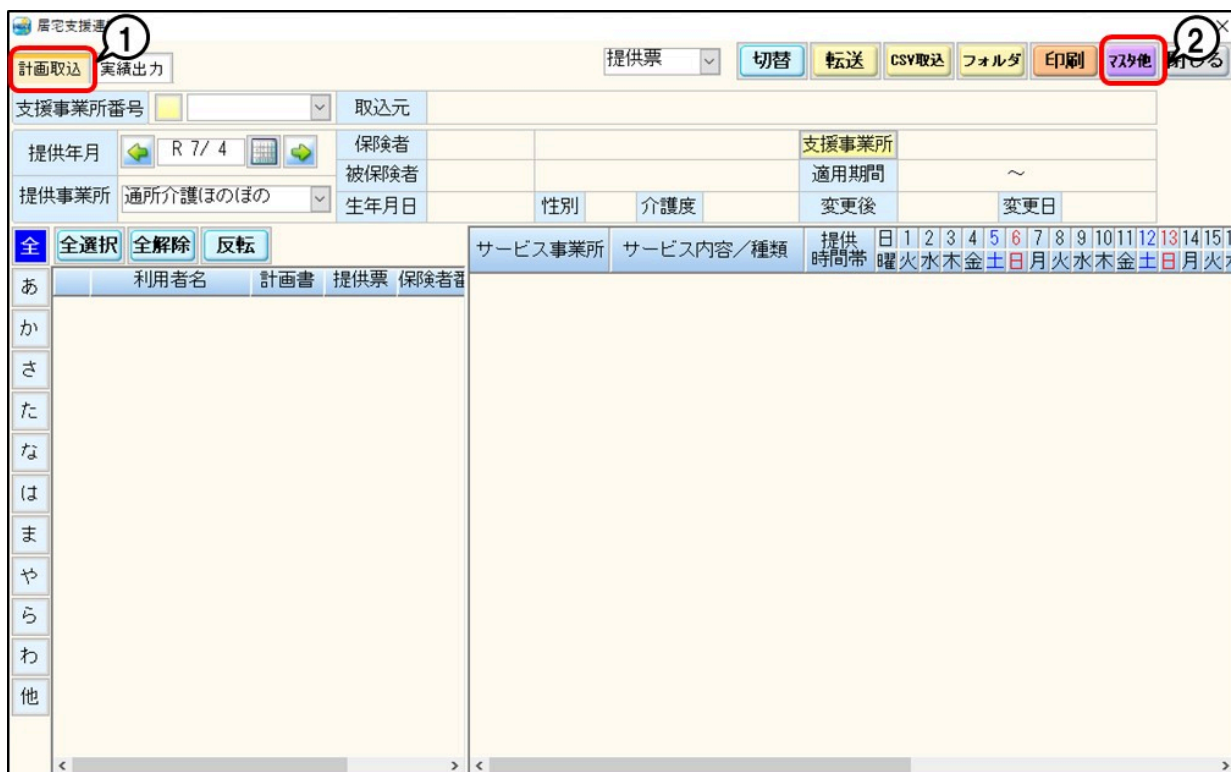 居宅支援連
① ②
計画取込 実績出力 提供票 切替 転送 CSV取込 フォルダ 印刷 マスタ他 閉じる
支援事業所番号 取込元
提供年月 R 7/ 4 保険者 支援事業所
被保険者 適用期間 ～
提供事業所 通所介護ほのぼの 生年月日 性別 介護度 変更後 変更日
全 全選択 全解除 反転 サービス事業所 サービス内容／種類 提供時間帯 日 1 2 3 4 5 6 7 8 9 10 11 12 13 14 15
曜 火 水 木 金 土 日 月 火 水 木 金 土 日 月 火
利用者名 計画書 提供票 保険者番
あ
か
さ
た
な
は
ま
や
ら
わ
他